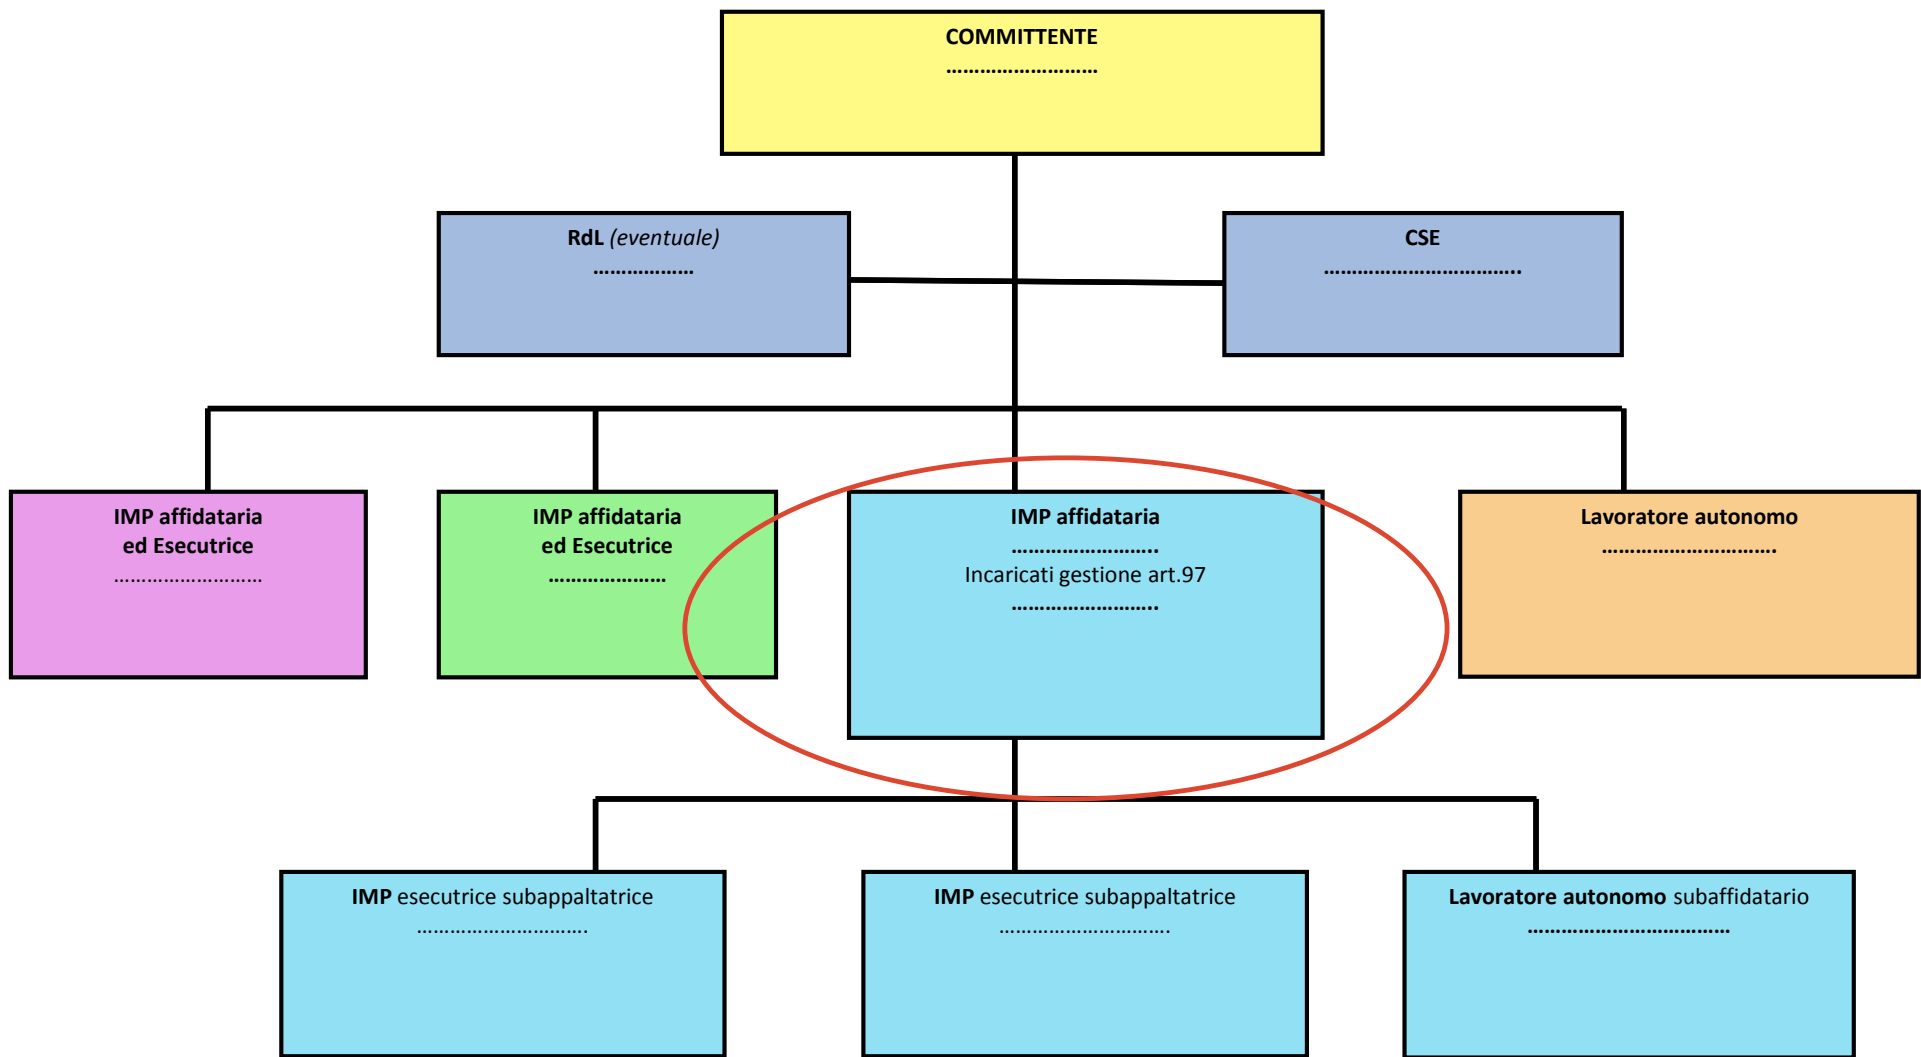 COMMITTENTE
………………………
RdL (eventuale)
………………
CSE
……………………………..
IMP affidataria
ed Esecutrice
………………………
IMP affidataria
ed Esecutrice
…………………
IMP affidataria
……………………..
Incaricati gestione art.97
……………………..
Lavoratore autonomo
………………………….
IMP esecutrice subappaltatrice
………………………….
IMP esecutrice subappaltatrice
………………………….
Lavoratore autonomo subaffidatario
………………………………